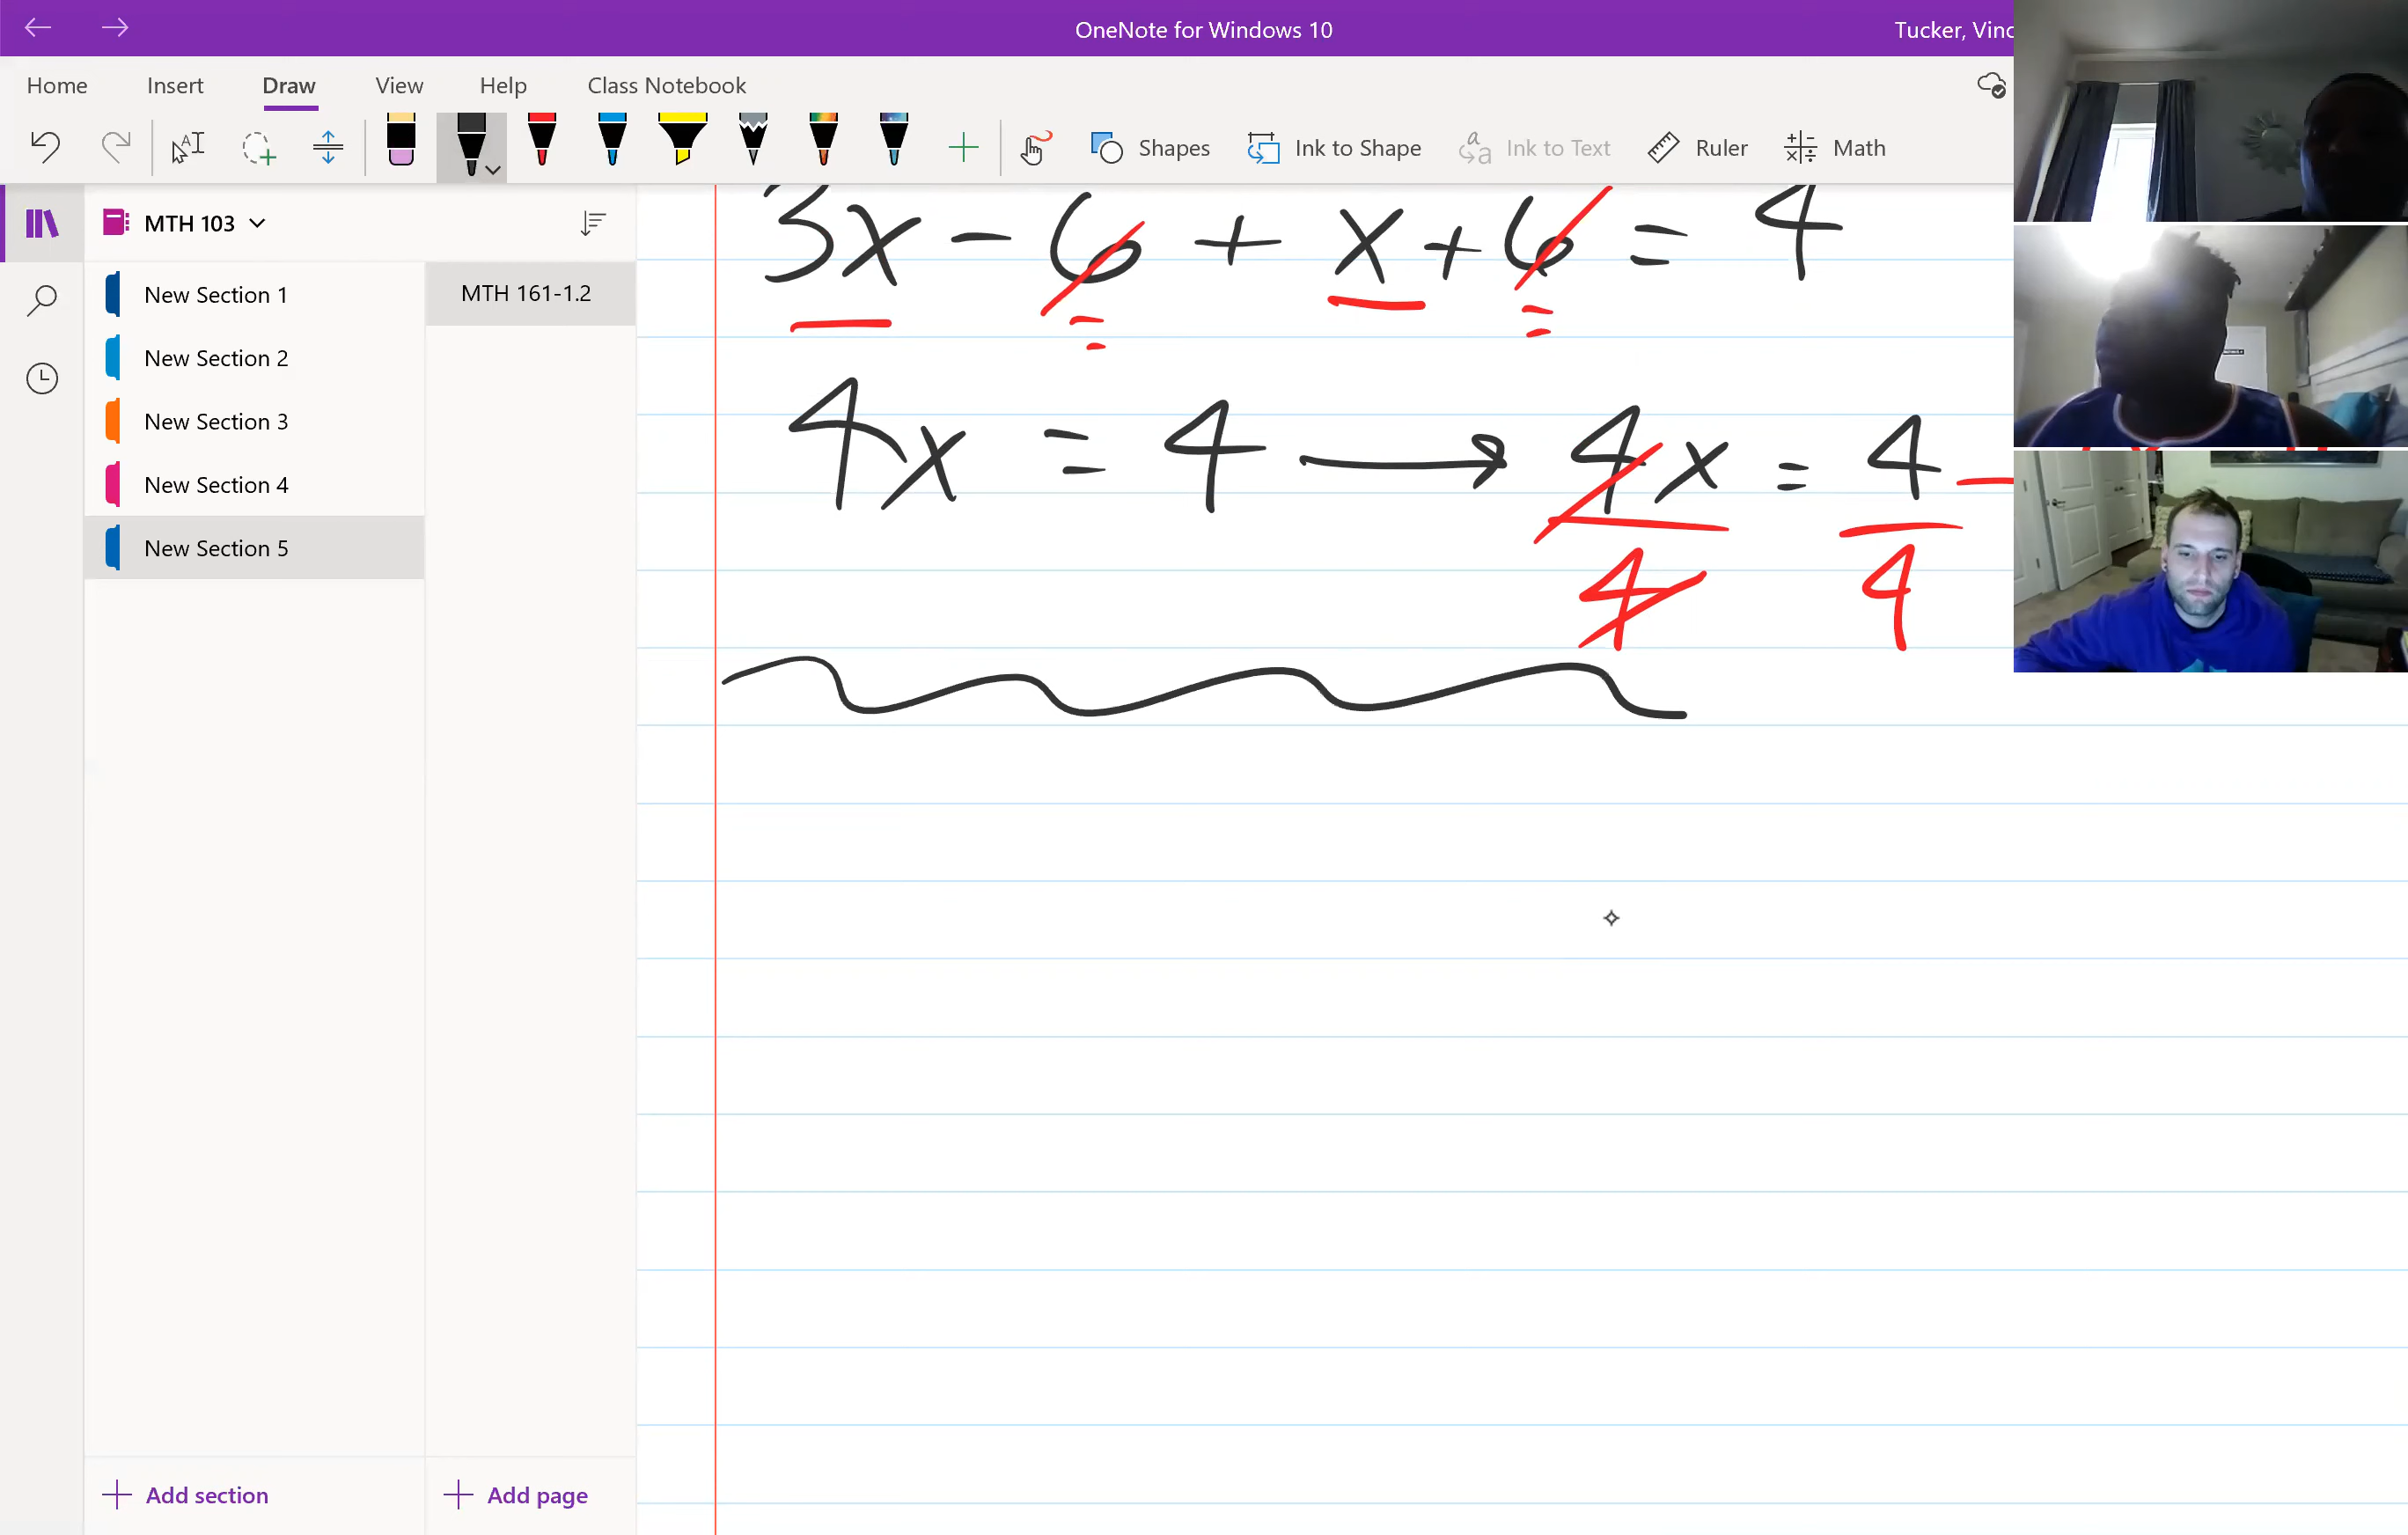 OneNote for Windows 10
Tucker, Vinc
Home Insert Draw View Help Class Notebook
Shapes Ink to Shape Ink to Text Ruler Math
MTH 103
New Section 1
New Section 2
New Section 3
New Section 4
New Section 5
MTH 161-1.2
3x - 6 + x + 6 = 4
4x = 4 → 4x/4 = 4/4
Add section
Add page